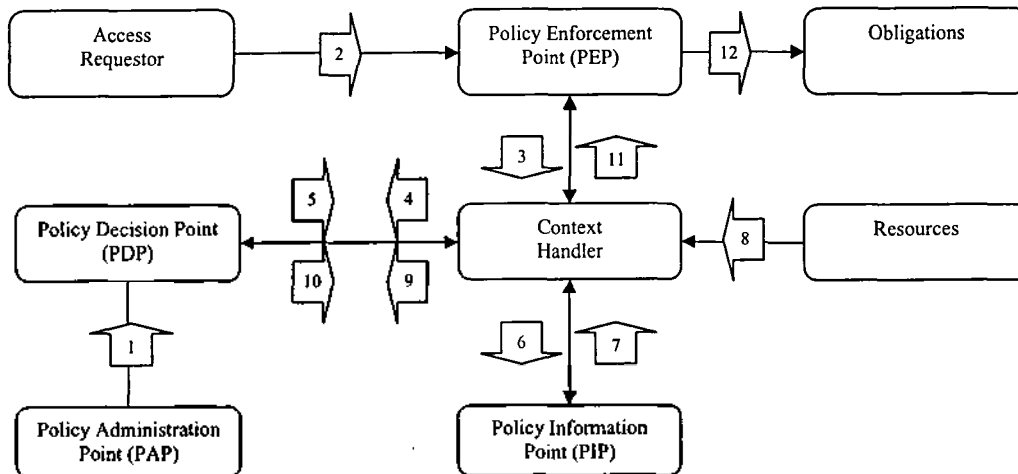 Access
Requestor
2
Policy Enforcement
Point (PEP)
12
Obligations
3
11
5
4
Policy Decision Point
(PDP)
10
9
Context
Handler
8
Resources
1
6
7
Policy Administration
Point (PAP)
Policy Information
Point (PIP)